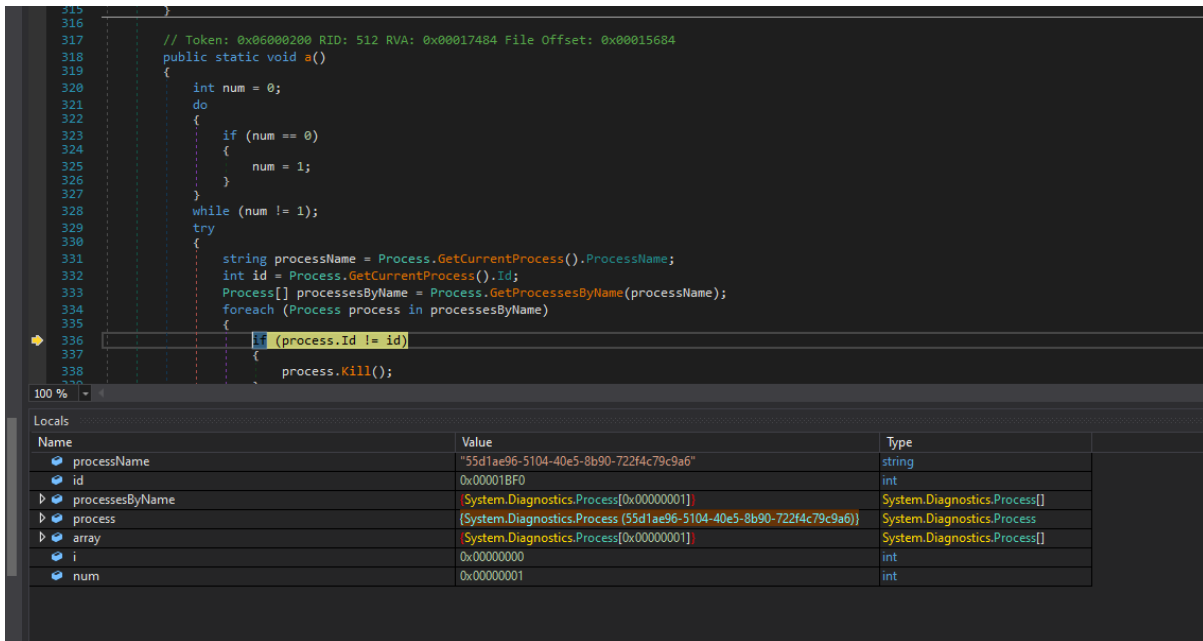 315 }
316
317 // Token: 0x06000200 RID: 512 RVA: 0x00017484 File Offset: 0x00015684
318 public static void a()
319 {
320 int num = 0;
321 do
322 {
323 if (num == 0)
324 {
325 num = 1;
326 }
327 }
328 while (num != 1);
329 try
330 {
331 string processName = Process.GetCurrentProcess().ProcessName;
332 int id = Process.GetCurrentProcess().Id;
333 Process[] processesByName = Process.GetProcessesByName(processName);
334 foreach (Process process in processesByName)
335 {
336 if (process.Id != id)
337 {
338 process.Kill();
100 %
Locals
Name Value Type
processName "55d1ae96-5104-40e5-8b90-722f4c79c9a6" string
id 0x00001BF0 int
processesByName {System.Diagnostics.Process[0x00000001]} System.Diagnostics.Process[]
process {System.Diagnostics.Process (55d1ae96-5104-40e5-8b90-722f4c79c9a6)} System.Diagnostics.Process
array {System.Diagnostics.Process[0x00000001]} System.Diagnostics.Process[]
i 0x00000000 int
num 0x00000001 int